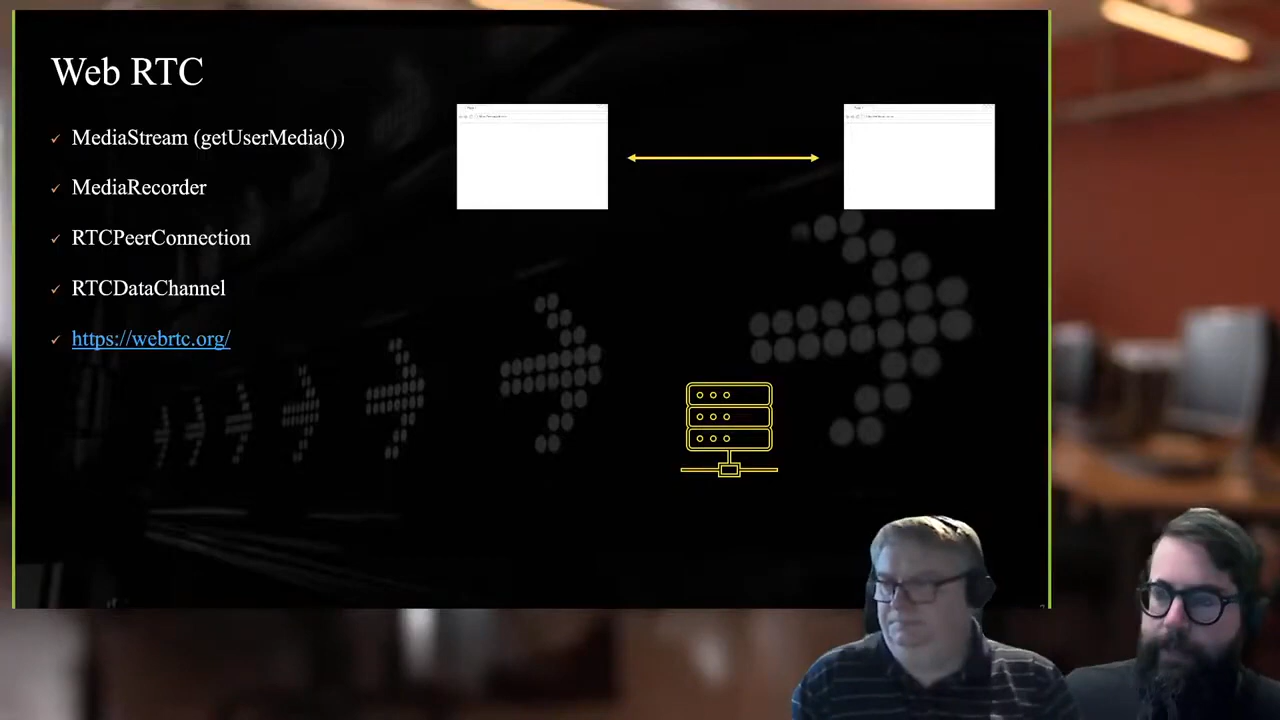 Web RTC
MediaStream (getUserMedia())
MediaRecorder
RTCPeerConnection
RTCDataChannel
https://webrtc.org/